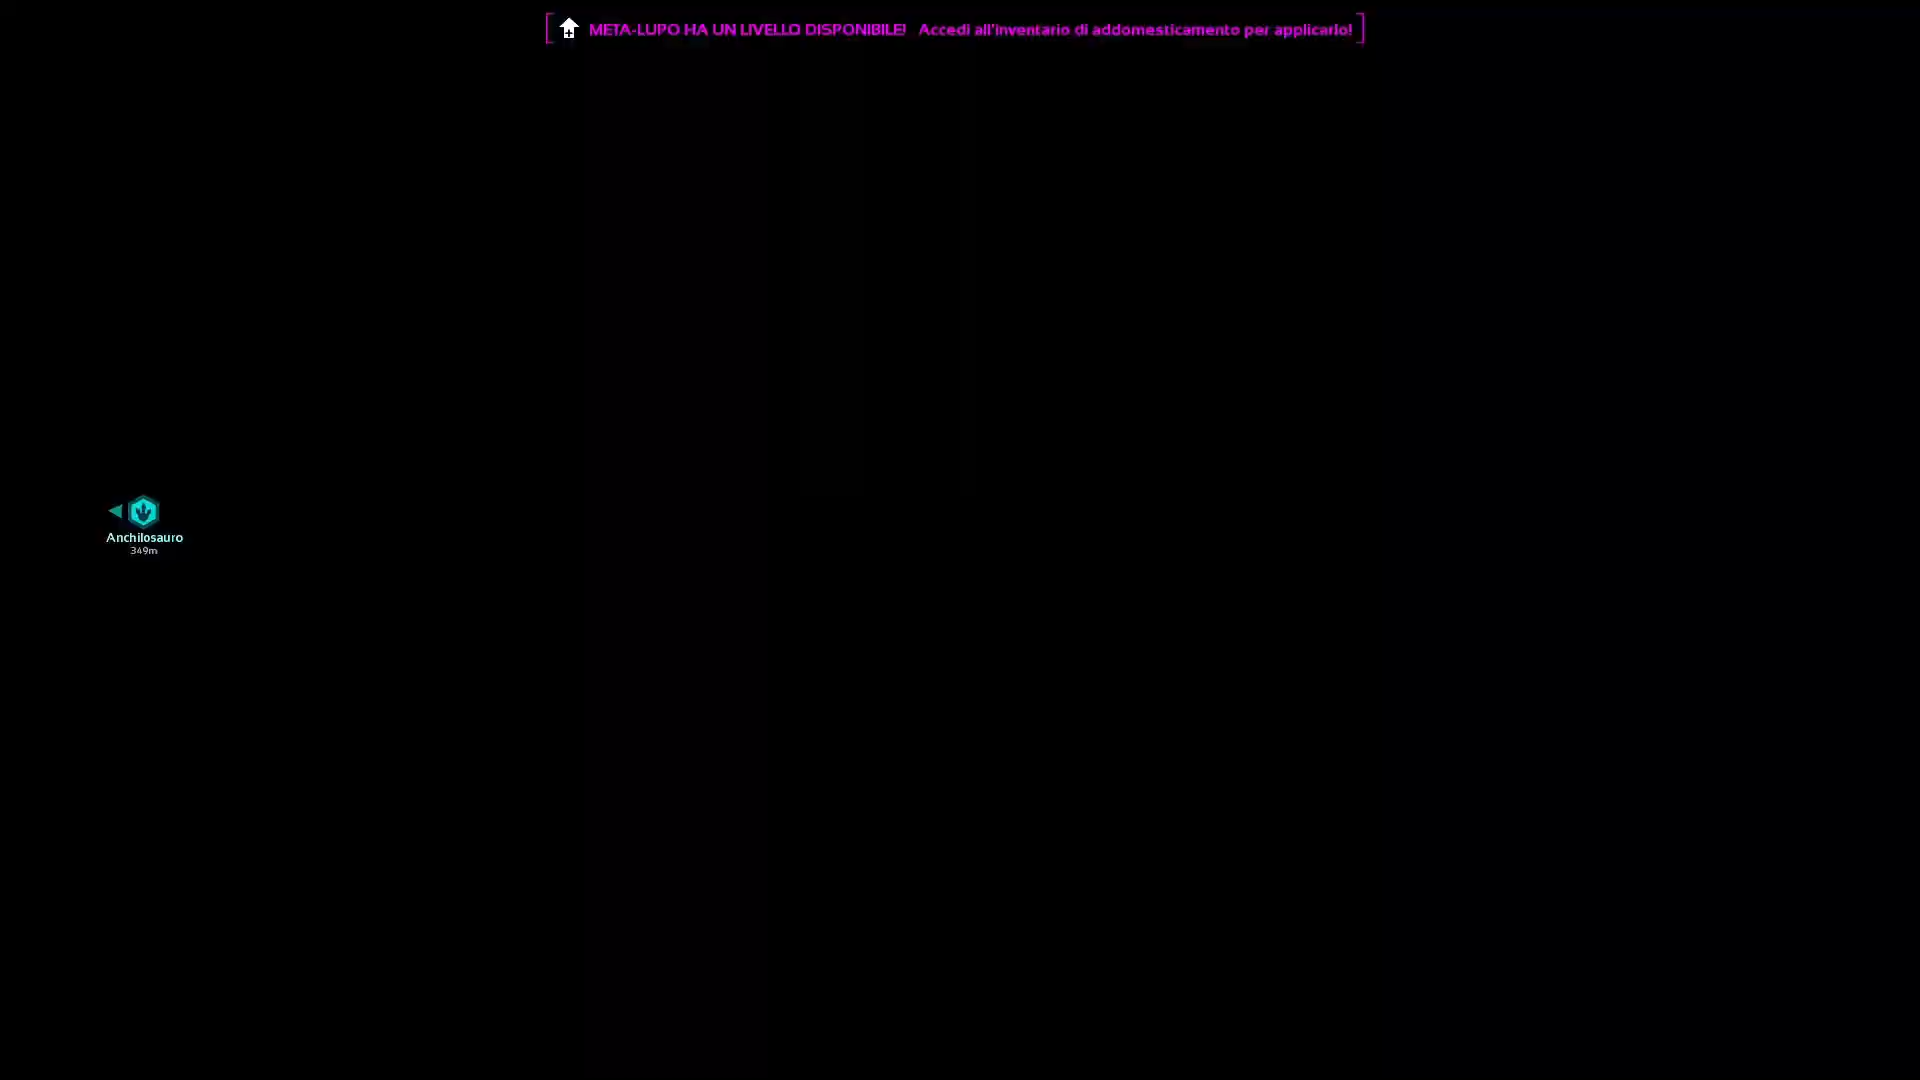 META-LUPO HA UN LIVELLO DISPONIBILE! Accedi all'inventario di addomesticamento per applicarlo!
Anchilosauro
349m